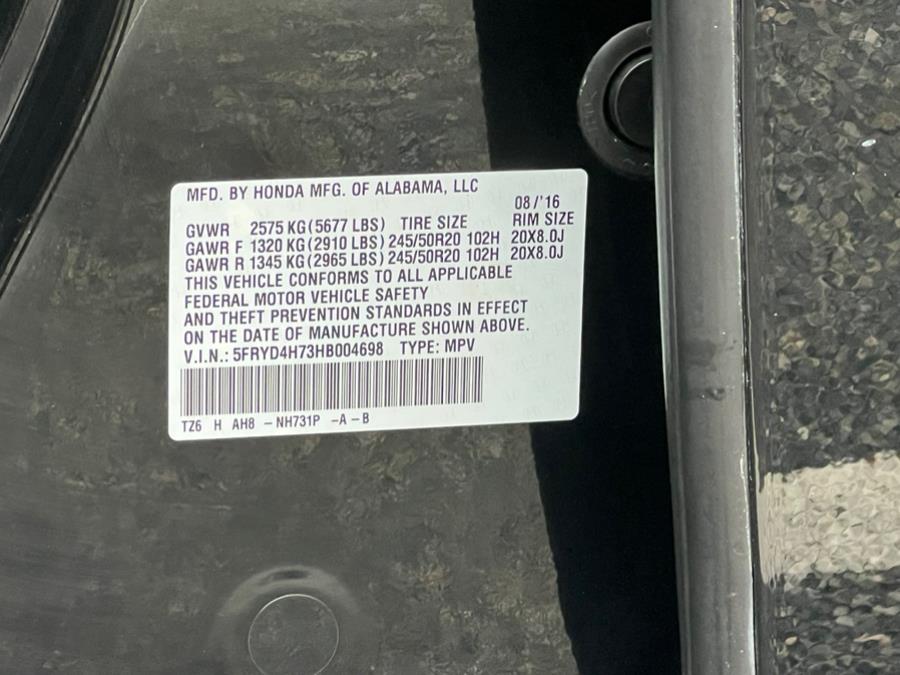 MFD. BY HONDA MFG. OF ALABAMA, LLC
08/'16
GVWR 2575 KG(5677 LBS) TIRE SIZE RIM SIZE
GAWR F 1320 KG(2910 LBS) 245/50R20 102H 20X8.0J
GAWR R 1345 KG(2965 LBS) 245/50R20 102H 20X8.0J
THIS VEHICLE CONFORMS TO ALL APPLICABLE
FEDERAL MOTOR VEHICLE SAFETY
AND THEFT PREVENTION STANDARDS IN EFFECT
ON THE DATE OF MANUFACTURE SHOWN ABOVE.
V.I.N.: 5FRYD4H73HB004698 TYPE: MPV
TZ6 H AH8 -NH731P -A-B